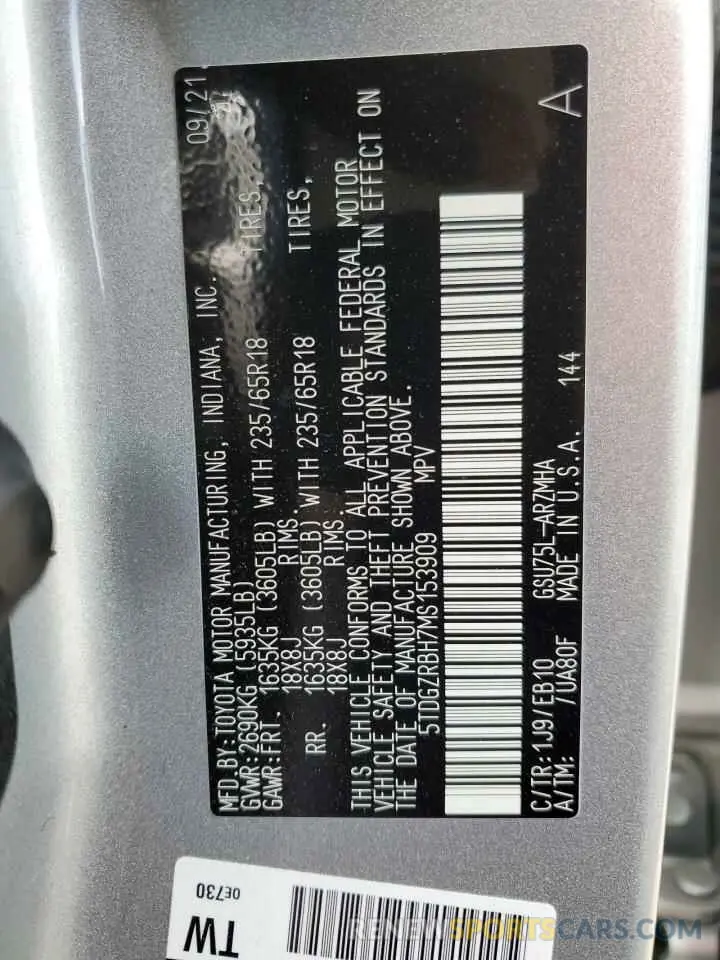 MFD.BY:TOYOTA MOTOR MANUFACTURING, INDIANA, INC. 09/21
GVWR:2690KG (5935LB)
GAWR:FRT. 1635KG (3605LB) WITH 235/65R18 TIRES,
18X8J RIMS
RR. 1635KG (3605LB) WITH 235/65R18 TIRES,
18X8J RIMS
THIS VEHICLE CONFORMS TO ALL APPLICABLE FEDERAL MOTOR
VEHICLE SAFETY AND THEFT PREVENTION STANDARDS IN EFFECT ON
THE DATE OF MANUFACTURE SHOWN ABOVE.
5TDGZRBH7MS153909 MPV
A
C/TR:1J9/EB10 GSU75L-ARZMHA
A/TM: /UA80F MADE IN U.S.A. 144
0E730
TW
RENEWSPORTSCARS.COM